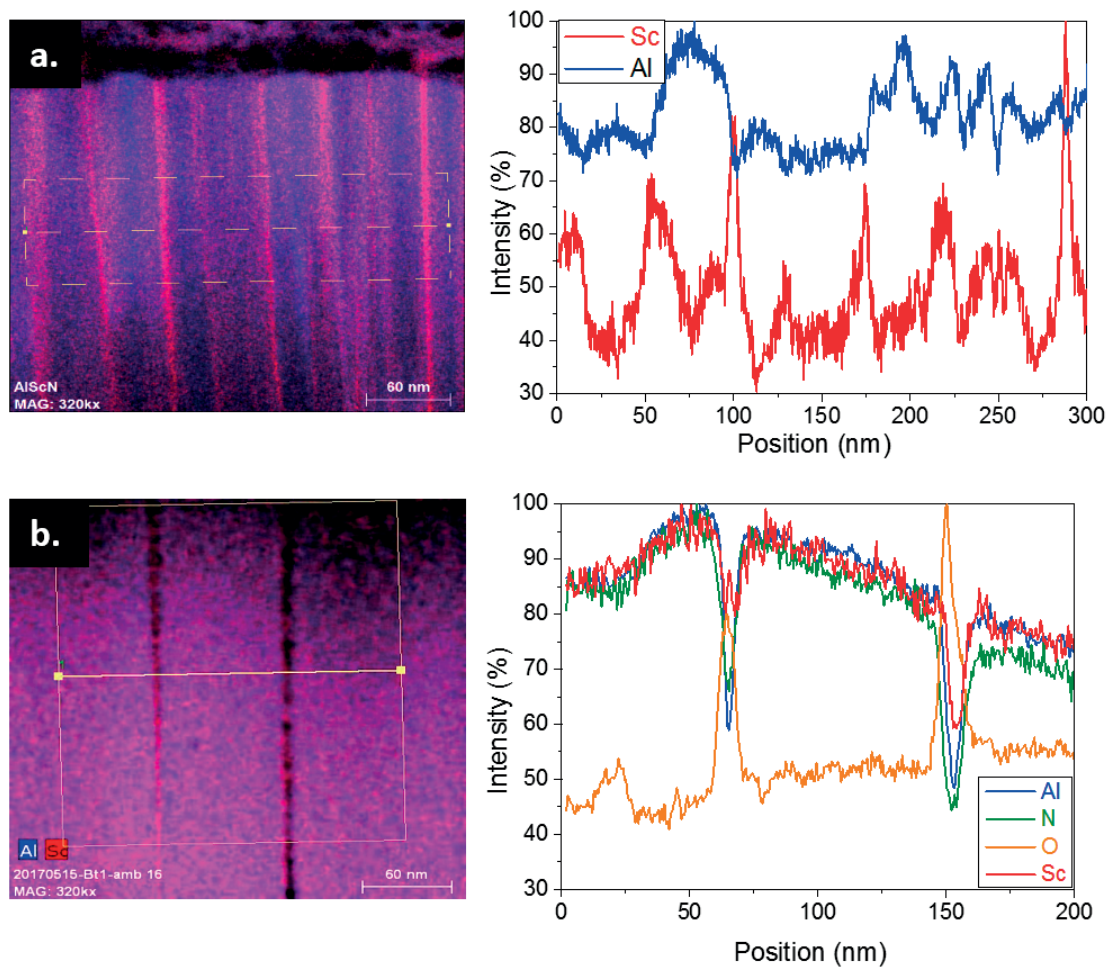 a.
AlScN
MAG: 320kx
60 nm
Sc
Al
100
90
80
70
60
50
40
30
Intensity (%)
0 50 100 150 200 250 300
Position (nm)
b.
Al Sc
20170515-Bt1-amb 16
MAG: 320kx
60 nm
100
90
80
70
60
50
40
30
Intensity (%)
Al
N
O
Sc
0 50 100 150 200
Position (nm)